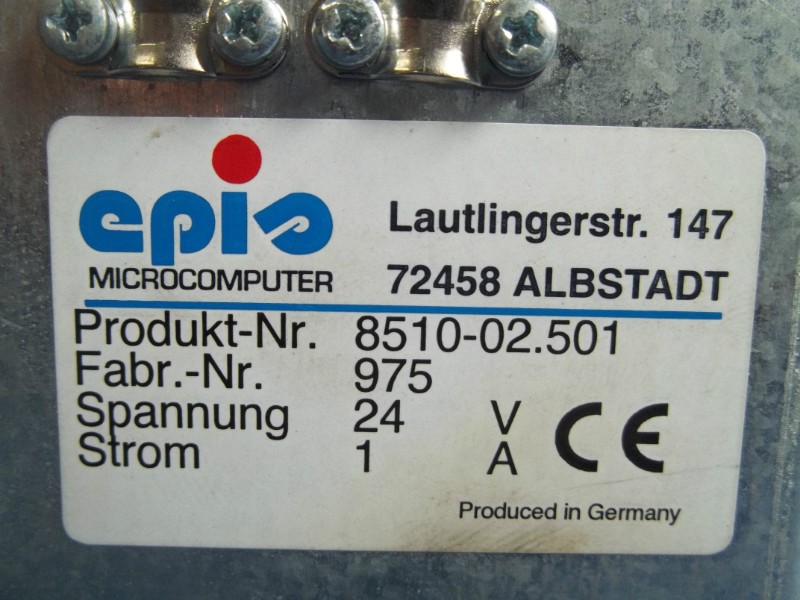 epis
MICROCOMPUTER
Lautlingerstr. 147
72458 ALBSTADT
Produkt-Nr. 8510-02.501
Fabr.-Nr. 975
Spannung 24 V
Strom 1 A
CE
Produced in Germany